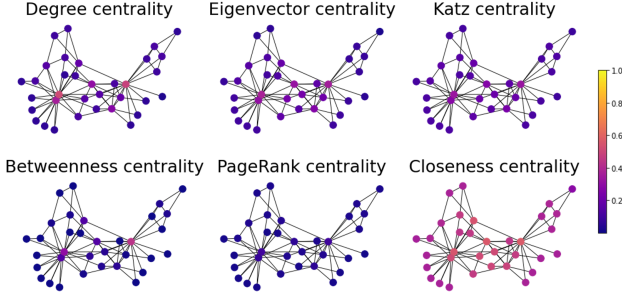 Degree centrality
Eigenvector centrality
Katz centrality
1.0
0.8
0.6
0.4
0.2
Betweenness centrality
PageRank centrality
Closeness centrality